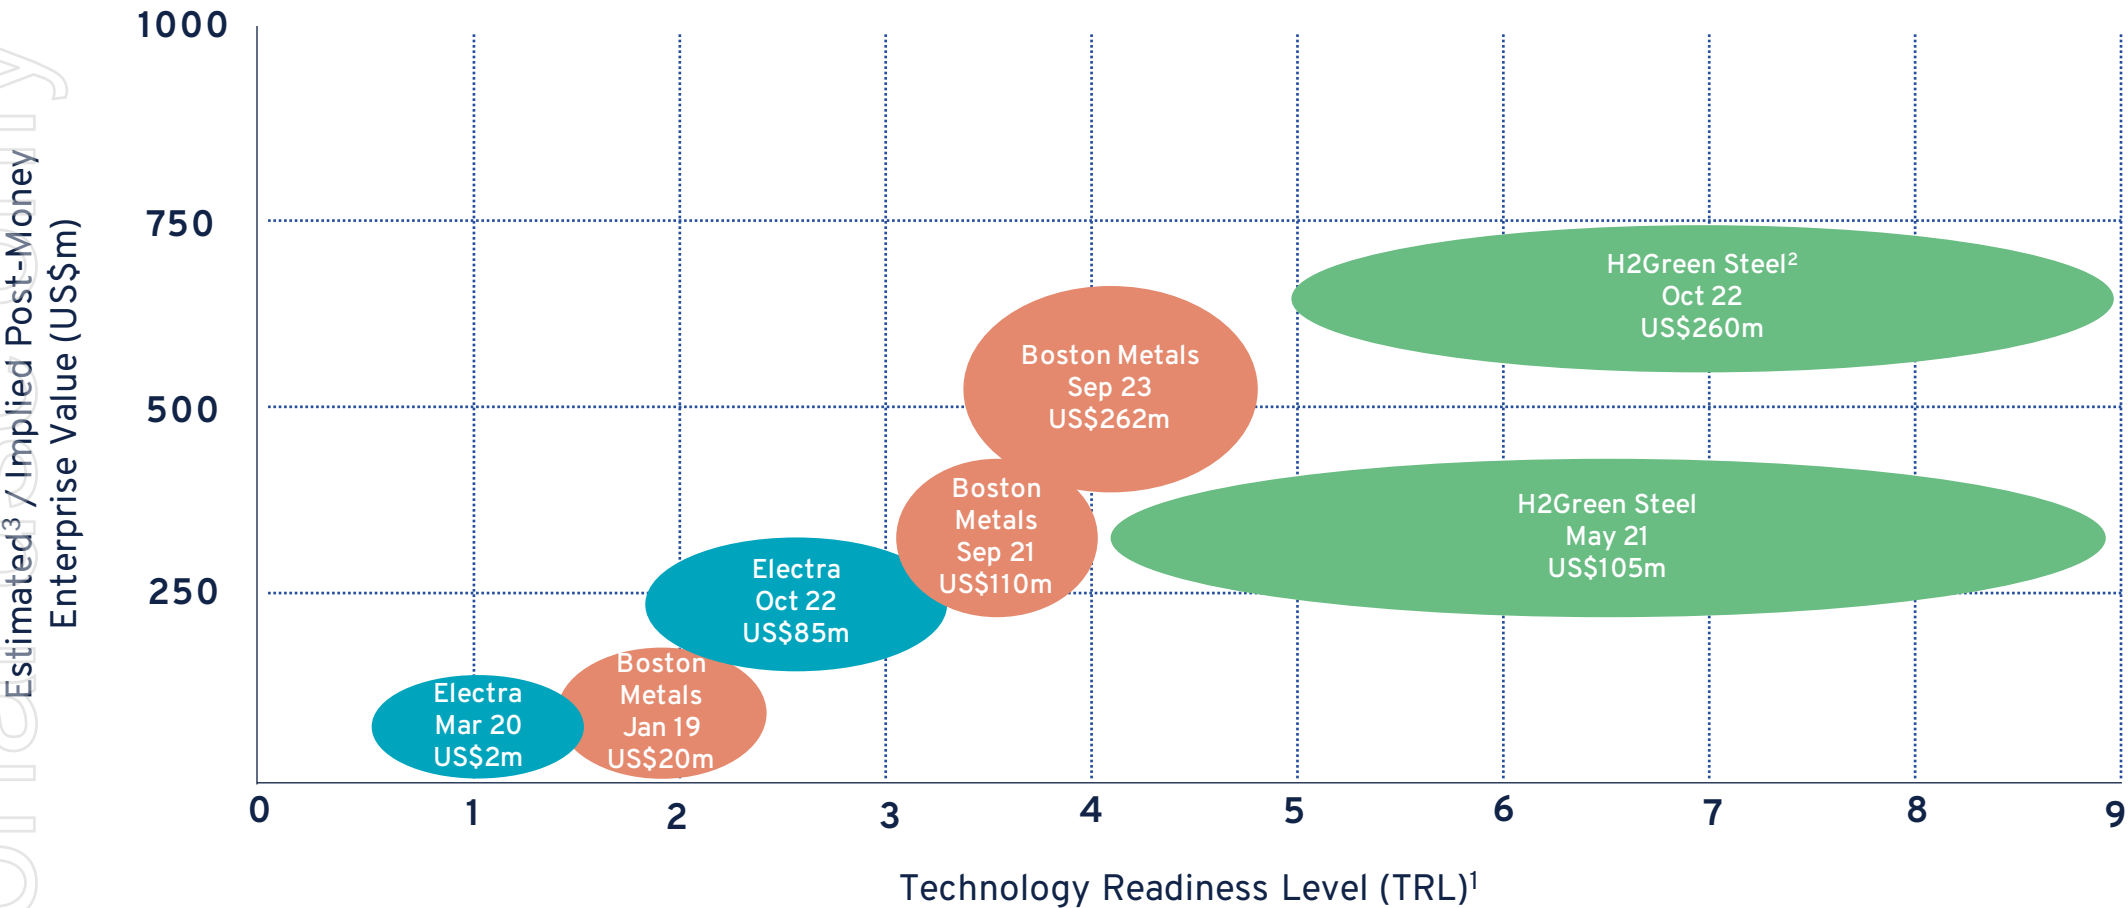 Estimated³ / Implied Post-Money
Enterprise Value (US$m)
1000
750
500
250
H2Green Steel²
Oct 22
US$260m
Boston Metals
Sep 23
US$262m
H2Green Steel
May 21
US$105m
Boston
Metals
Sep 21
US$110m
Electra
Oct 22
US$85m
Boston
Metals
Jan 19
US$20m
Electra
Mar 20
US$2m
0
1
2
3
4
5
6
7
8
9
Technology Readiness Level (TRL)¹